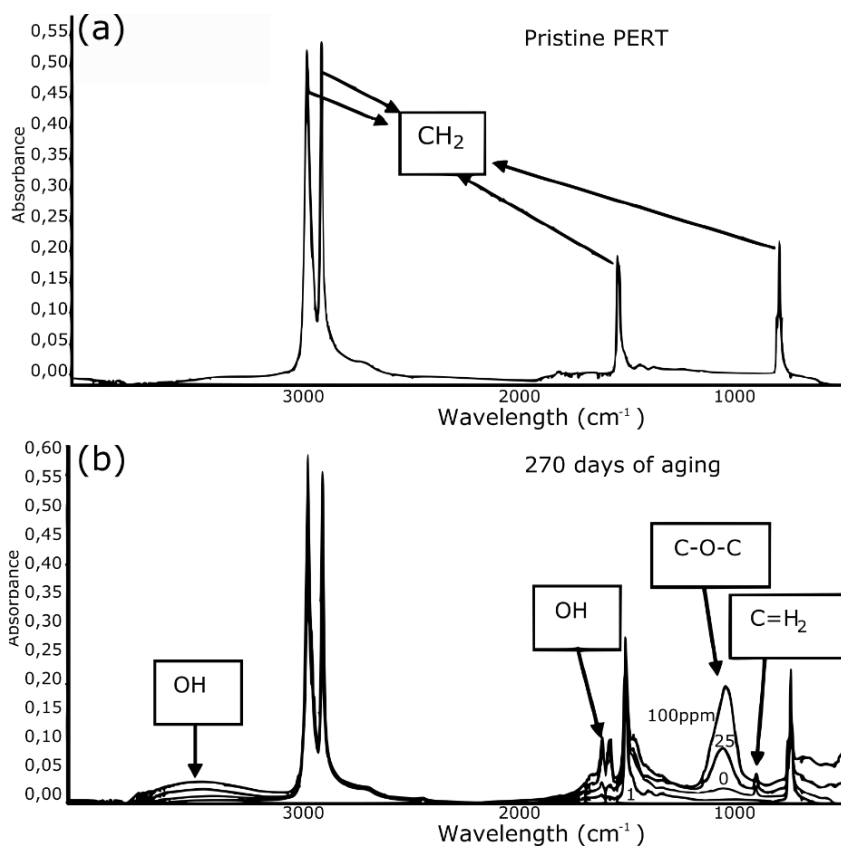 (a)
Pristine PERT
0,55
0,50
0,45
0,40
0,35
0,30
0,25
0,20
0,15
0,10
0,05
0,00
Absorbance
CH2
3000
2000
1000
Wavelength (cm-1)
(b)
270 days of aging
0,60
0,55
0,50
0,45
0,40
0,35
0,30
0,25
0,20
0,15
0,10
0,05
0,00
Absorbance
OH
OH
C-O-C
C=H2
100ppm
25
0
1
3000
2000
1000
Wavelength (cm-1)